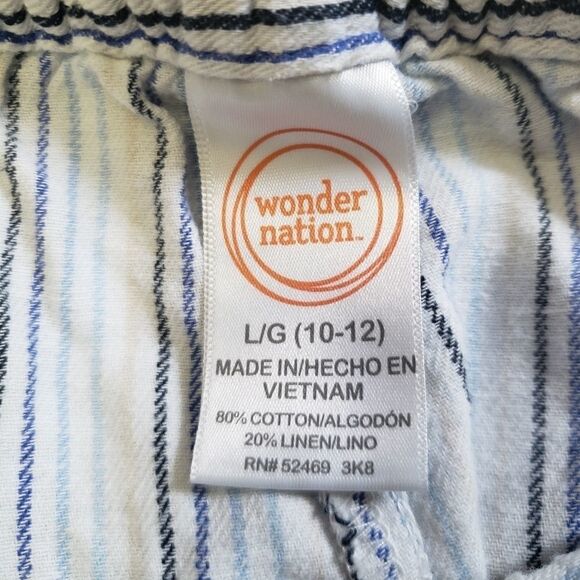 wonder
nation™
L/G (10-12)
MADE IN/HECHO EN
VIETNAM
80% COTTON/ALGODÓN
20% LINEN/LINO
RN# 52469 3K8